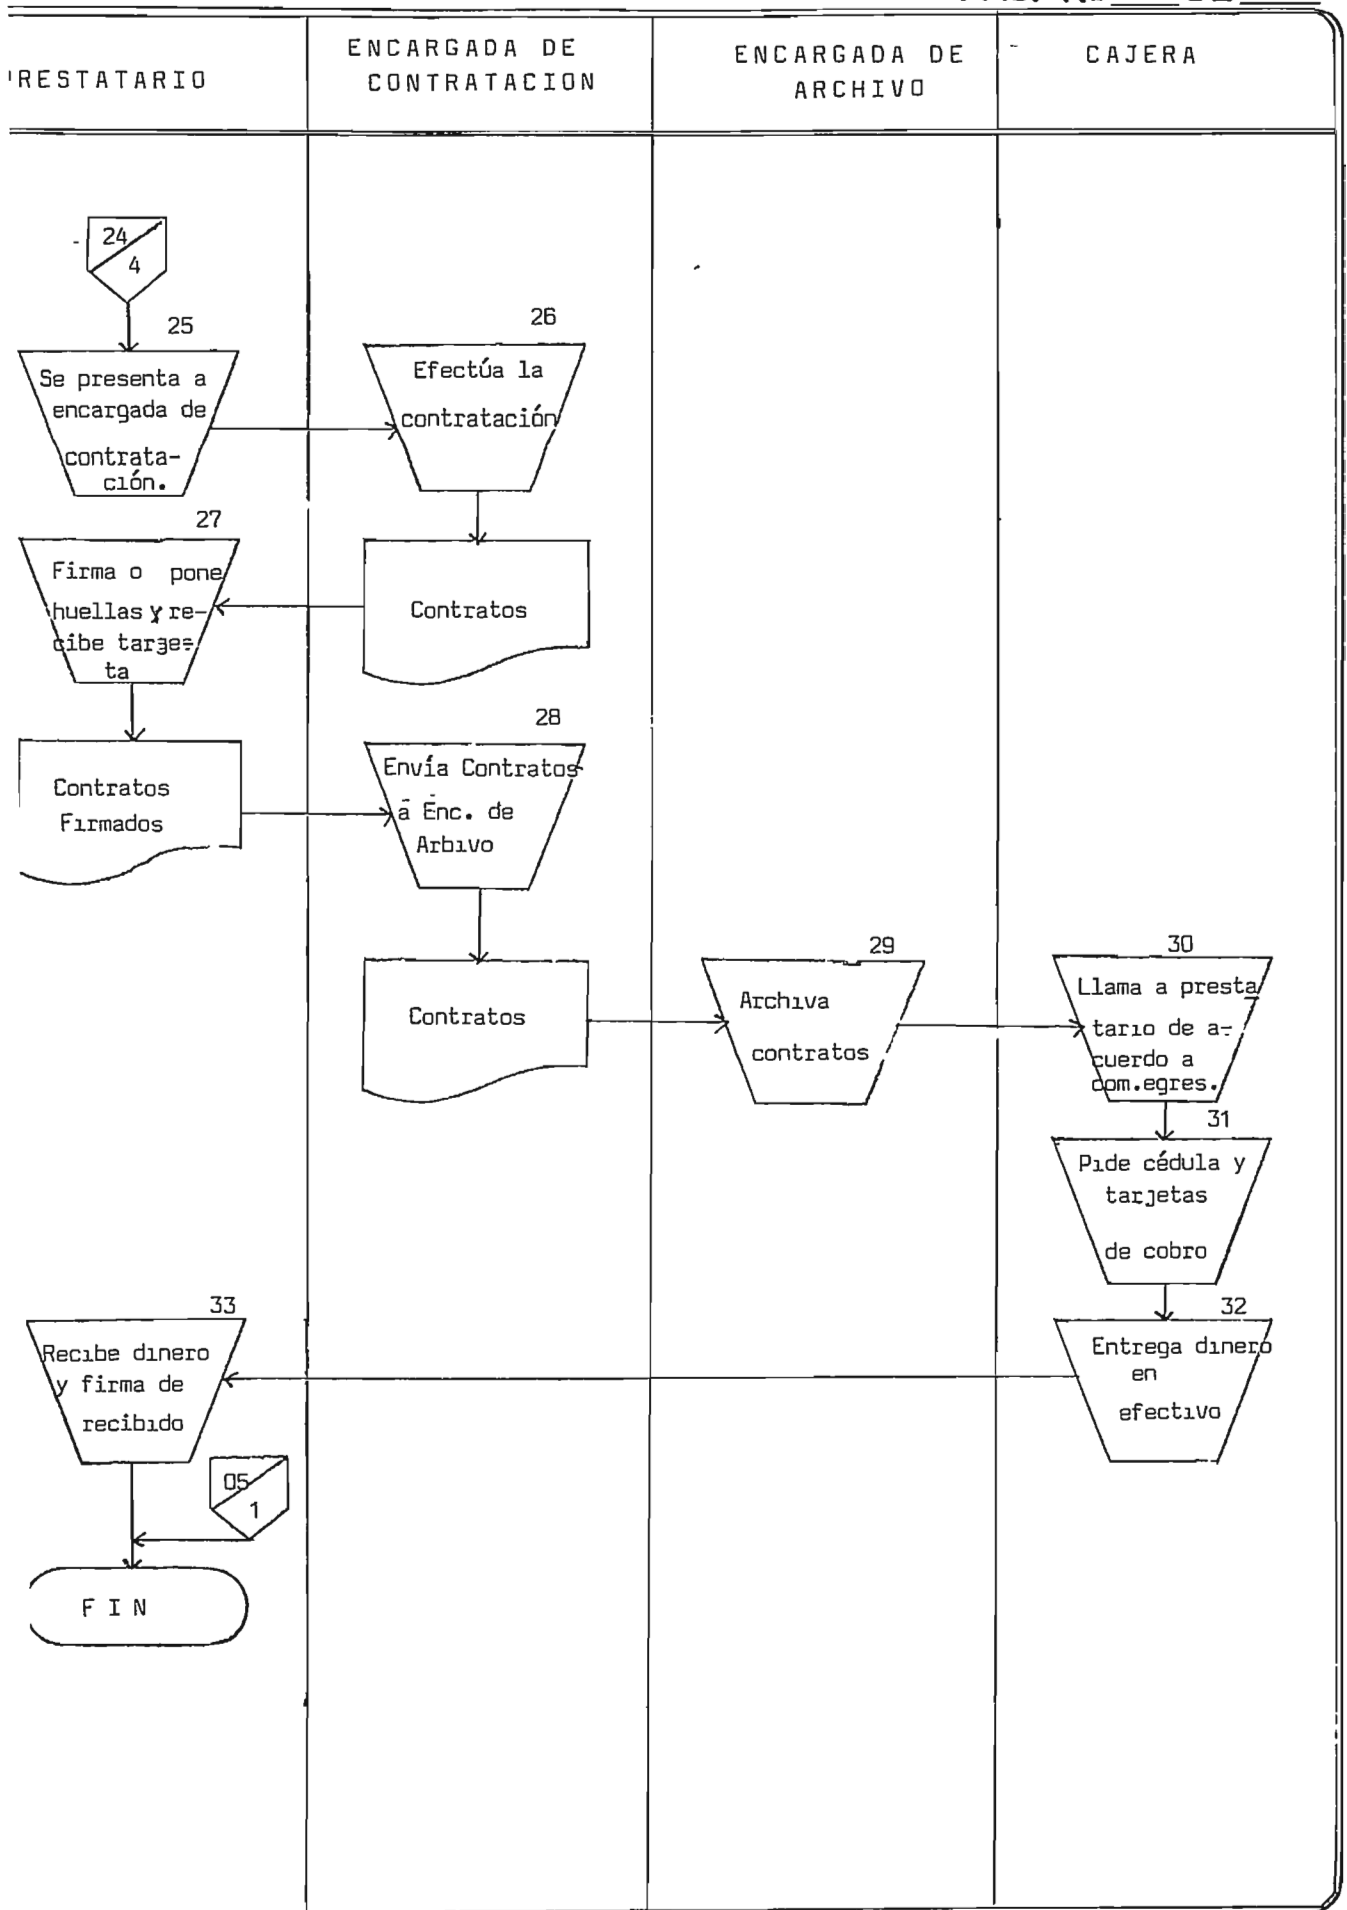 RESTATARIO
ENCARGADA DE
CONTRATACION
ENCARGADA DE
ARCHIVO
CAJERA
24
4
25
Se presenta a
encargada de
contrata-
ción.
26
Efectúa la
contratación
27
Firma o pone
huellas y re-
cibe targe-
ta
Contratos
Contratos
Firmados
28
Envía Contratos
a Enc. de
Arbivo
Contratos
29
Archiva
contratos
30
Llama a presta
tario de a-
cuerdo a
com.egres.
31
Pide cédula y
tarjetas
de cobro
32
Entrega dinero
en
efectivo
33
Recibe dinero
y firma de
recibido
05
1
F I N